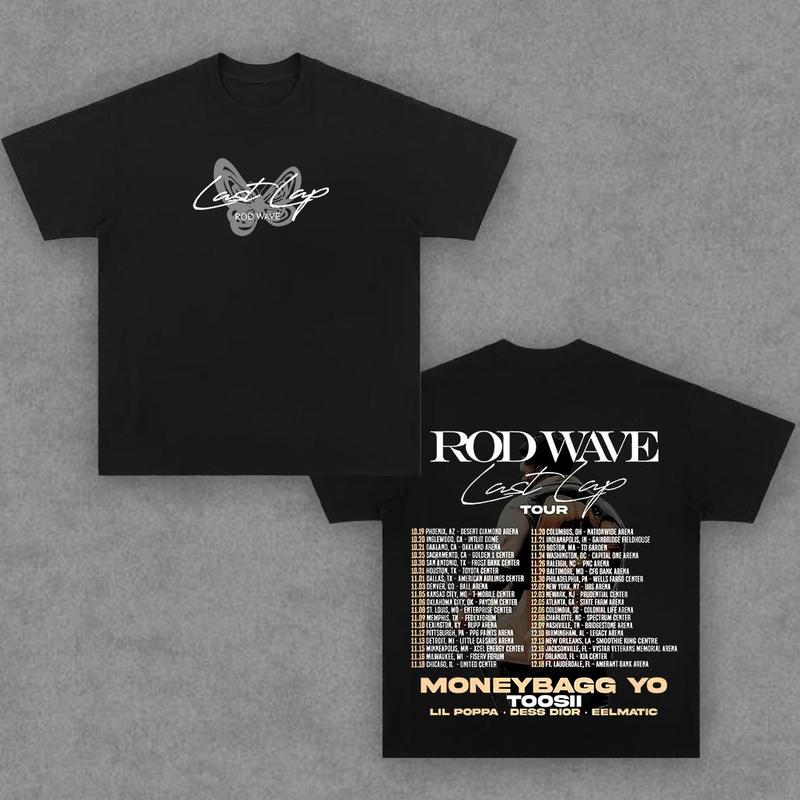 Last Lap
ROD WAVE
ROD WAVE
Last Lap
TOUR
10.19 PHOENIX, AZ - DESERT DIAMOND ARENA
10.20 INGLEWOOD, CA - INTUIT DOME
10.21 OAKLAND, CA - OAKLAND ARENA
10.25 SACRAMENTO, CA - GOLDEN 1 CENTER
10.30 SAN ANTONIO, TX - FROST BANK CENTER
10.31 HOUSTON, TX - TOYOTA CENTER
11.01 DALLAS, TX - AMERICAN AIRLINES CENTER
11.03 DENVER, CO - BALL ARENA
11.05 KANSAS CITY, MO - T-MOBILE CENTER
11.06 OKLAHOMA CITY, OK - PAYCOM CENTER
11.08 ST. LOUIS, MO - ENTERPRISE CENTER
11.09 MEMPHIS, TN - FEDEXFORUM
11.10 LEXINGTON, KY - RUPP ARENA
11.12 PITTSBURGH, PA - PPG PAINTS ARENA
11.13 DETROIT, MI - LITTLE CAESARS ARENA
11.15 MINNEAPOLIS, MN - XCEL ENERGY CENTER
11.16 MILWAUKEE, WI - FISERV FORUM
11.18 CHICAGO, IL - UNITED CENTER
11.20 COLUMBUS, OH - NATIONWIDE ARENA
11.21 INDIANAPOLIS, IN - GAINBRIDGE FIELDHOUSE
11.23 BOSTON, MA - TD GARDEN
11.24 WASHINGTON, DC - CAPITAL ONE ARENA
11.26 RALEIGH, NC - PNC ARENA
11.29 BALTIMORE, MD - CFG BANK ARENA
11.30 PHILADELPHIA, PA - WELLS FARGO CENTER
12.02 NEW YORK, NY - UBS ARENA
12.03 NEWARK, NJ - PRUDENTIAL CENTER
12.05 ATLANTA, GA - STATE FARM ARENA
12.06 COLUMBIA, SC - COLONIAL LIFE ARENA
12.08 CHARLOTTE, NC - SPECTRUM CENTER
12.09 NASHVILLE, TN - BRIDGESTONE ARENA
12.10 BIRMINGHAM, AL - LEGACY ARENA
12.13 NEW ORLEANS, LA - SMOOTHIE KING CENTRE
12.16 JACKSONVILLE, FL - VYSTAR VETERANS MEMORIAL ARENA
12.17 ORLANDO, FL - KIA CENTER
12.18 FT. LAUDERDALE, FL - AMERANT BANK ARENA
MONEYBAGG YO
TOOSII
LIL POPPA · DESS DIOR · EELMATIC